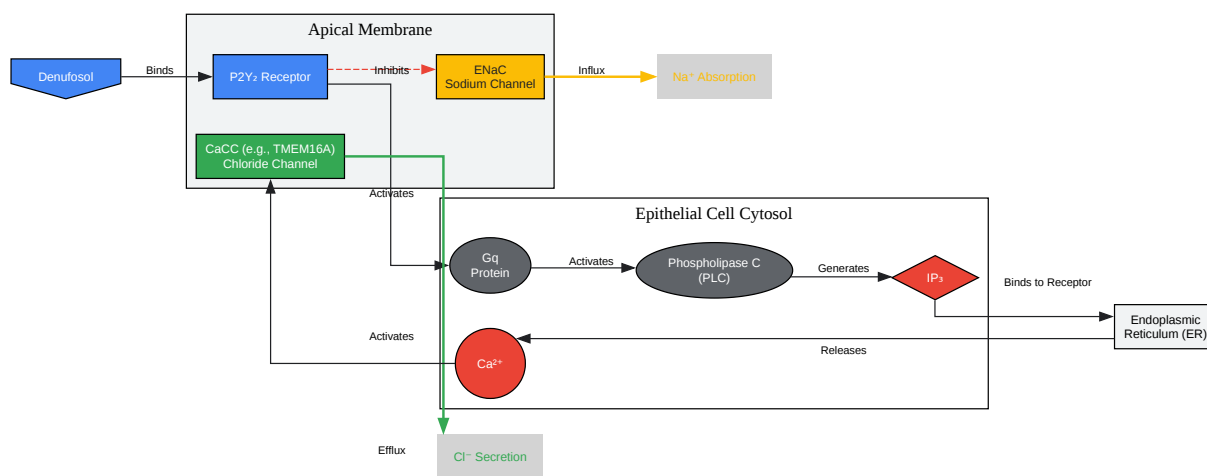 Apical Membrane
Denufosol
Binds
P2Y₂ Receptor
Inhibits
ENaC
Sodium Channel
Influx
Na⁺ Absorption
CaCC (e.g., TMEM16A)
Chloride Channel
Activates
Epithelial Cell Cytosol
Gq
Protein
Activates
Phospholipase C
(PLC)
Generates
IP₃
Binds to Receptor
Endoplasmic
Reticulum (ER)
Activates
Ca²⁺
Releases
Efflux
Cl⁻ Secretion